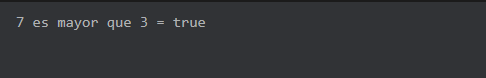 7 es mayor que 3 = true